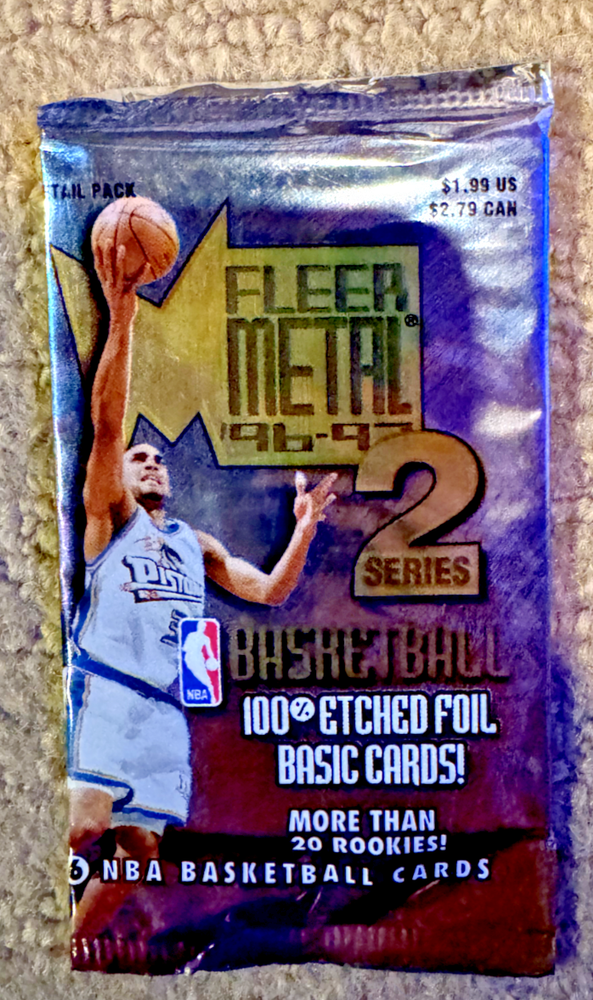 TAIL PACK
$1.99 US
$2.79 CAN
FLEER
METAL®
'96-97
2
SERIES
PISTONS
NBA
BASKETBALL
100% ETCHED FOIL
BASIC CARDS!
MORE THAN
20 ROOKIES!
NBA BASKETBALL CARDS